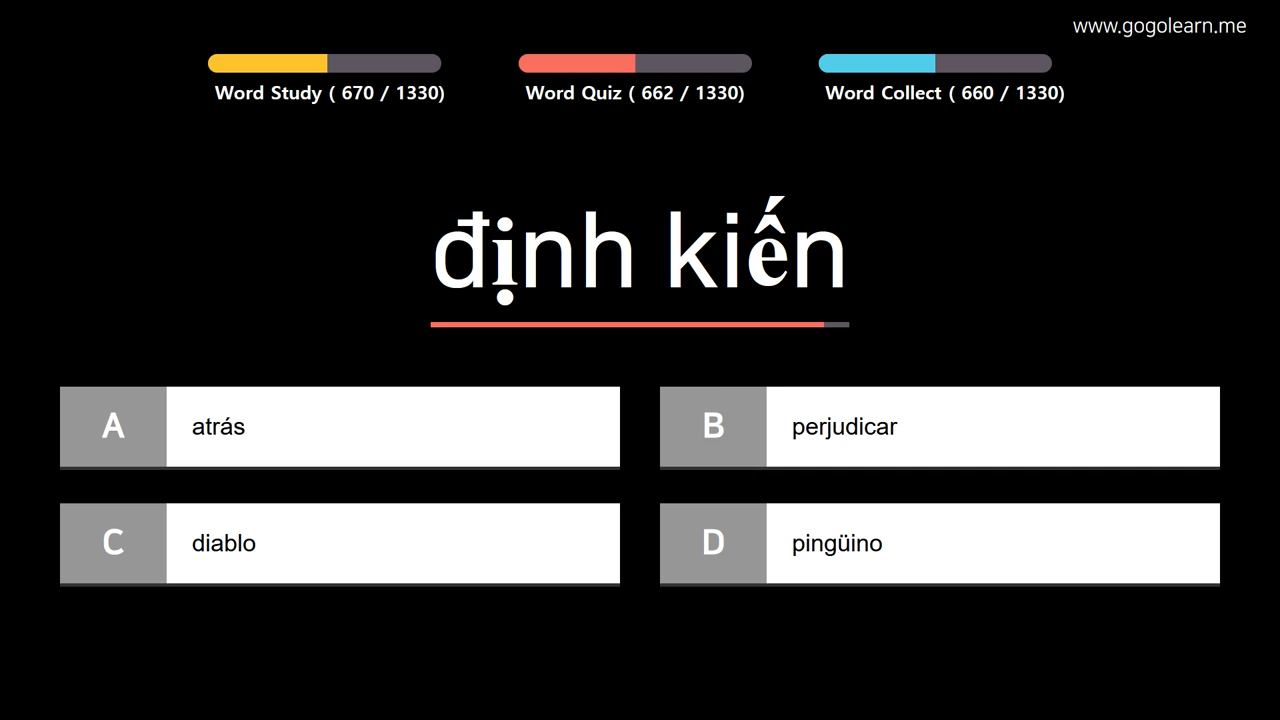 www.gogolearn.me
Word Study ( 670 / 1330)
Word Quiz ( 662 / 1330)
Word Collect ( 660 / 1330)
định kiến
A atrás
B perjudicar
C diablo
D pingüino